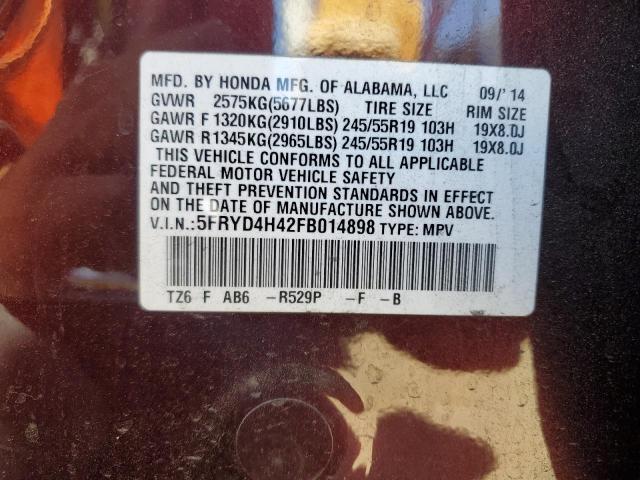 MFD. BY HONDA MFG. OF ALABAMA, LLC 09/'14
GVWR 2575KG(5677LBS) TIRE SIZE RIM SIZE
GAWR F 1320KG(2910LBS) 245/55R19 103H 19X8.0J
GAWR R 1345KG(2965LBS) 245/55R19 103H 19X8.0J
THIS VEHICLE CONFORMS TO ALL APPLICABLE
FEDERAL MOTOR VEHICLE SAFETY
AND THEFT PREVENTION STANDARDS IN EFFECT
ON THE DATE OF MANUFACTURE SHOWN ABOVE.
V.I.N.:5FRYD4H42FB014898 TYPE: MPV
TZ6 F AB6 -R529P -F -B